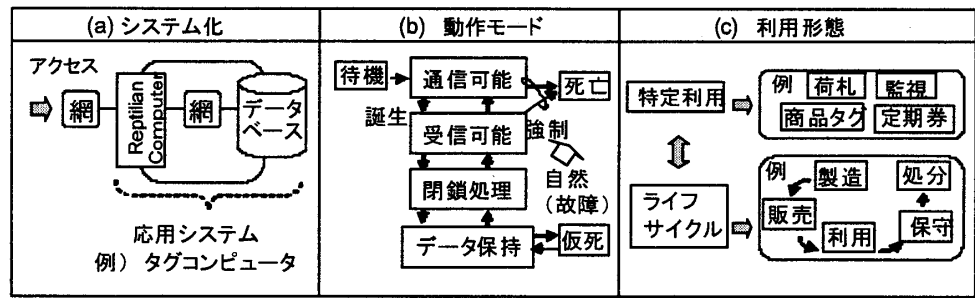 (a) システム化
(b) 動作モード
(c) 利用形態
アクセス
網
Reptilian
Computer
網
データ
ベース
応用システム
例） タグコンピュータ
待機
通信可能
死亡
誕生
受信可能
強制
閉鎖処理
自然
（故障）
データ保持
仮死
特定利用
例
荷札
監視
商品タグ
定期券
ライフ
サイクル
例
製造
処分
販売
利用
保守